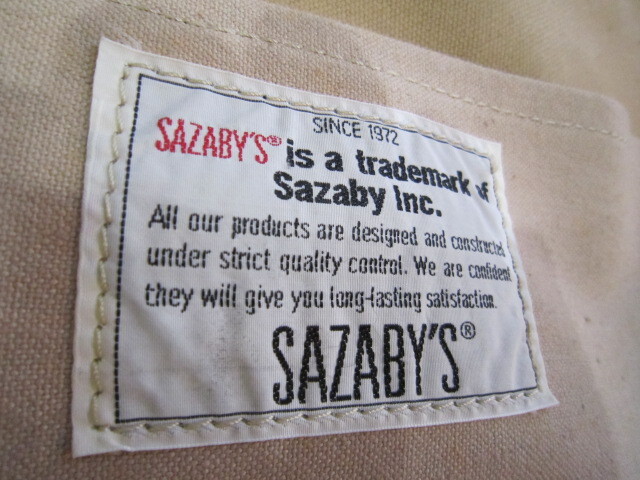 SINCE 1972
SAZABY'S® is a trademark of
Sazaby Inc.
All our products are designed and constructed
under strict quality control. We are confident
they will give you long-lasting satisfaction.
SAZABY'S®